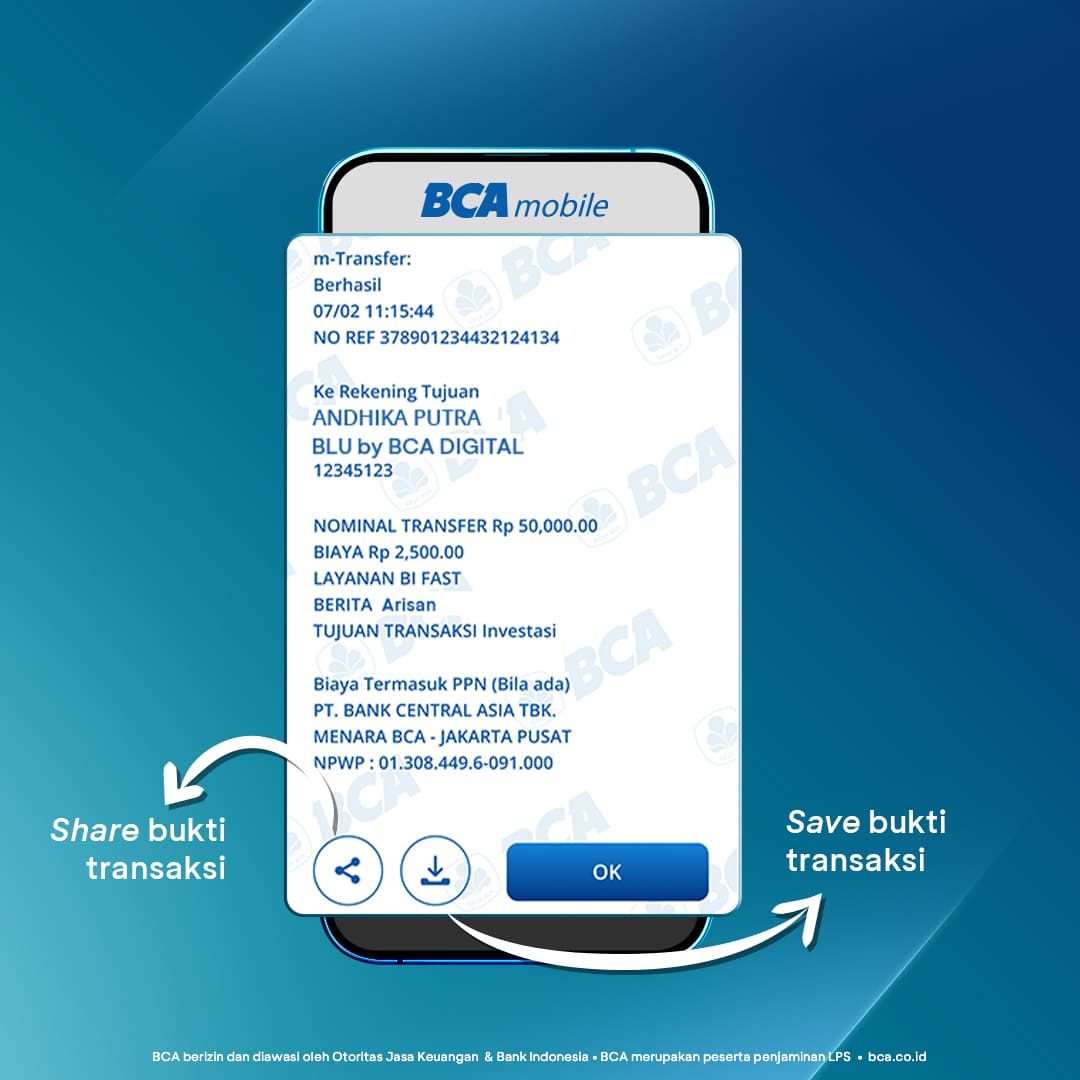 BCA mobile
m-Transfer:
Berhasil
07/02 11:15:44
NO REF 378901234432124134
Ke Rekening Tujuan
ANDHIKA PUTRA
BLU by BCA DIGITAL
12345123
NOMINAL TRANSFER Rp 50,000.00
BIAYA Rp 2,500.00
LAYANAN BI FAST
BERITA Arisan
TUJUAN TRANSAKSI Investasi
Biaya Termasuk PPN (Bila ada)
PT. BANK CENTRAL ASIA TBK.
MENARA BCA - JAKARTA PUSAT
NPWP : 01.308.449.6-091.000
OK
Share bukti
transaksi
Save bukti
transaksi
BCA berizin dan diawasi oleh Otoritas Jasa Keuangan & Bank Indonesia • BCA merupakan peserta penjaminan LPS • bca.co.id